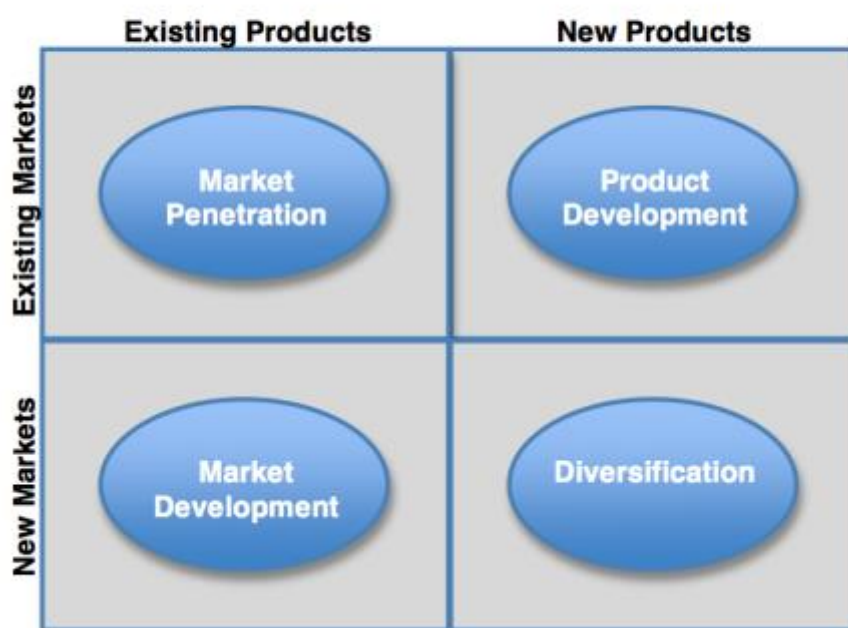 Existing Products
New Products
Existing Markets
Market
Penetration
Product
Development
New Markets
Market
Development
Diversification